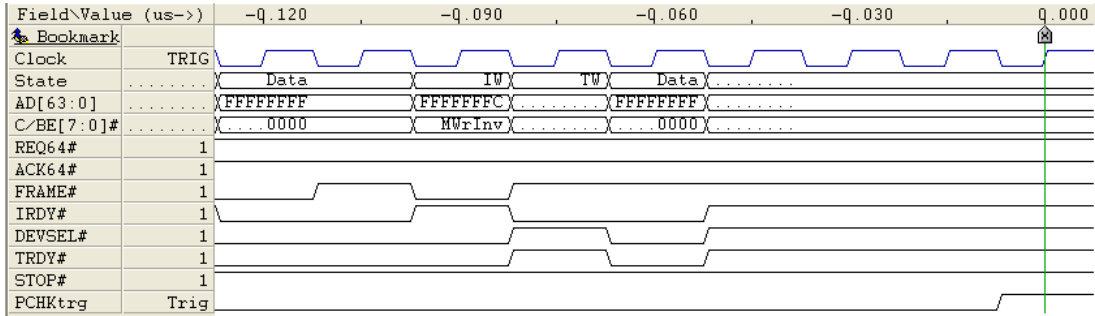 Field\Value (us->) -0.120 -0.090 -0.060 -0.030 0.000
Bookmark
Clock TRIG
State ........ Data IW TW Data ........
AD[63:0] ........ FFFFFFFF FFFFFFFC ........ FFFFFFFF ........
C/BE[7:0]# ........ ....0000 MWrInv ........ ....0000 ........
REQ64# 1
ACK64# 1
FRAME# 1
IRDY# 1
DEVSEL# 1
TRDY# 1
STOP# 1
PCHKtrg Trig